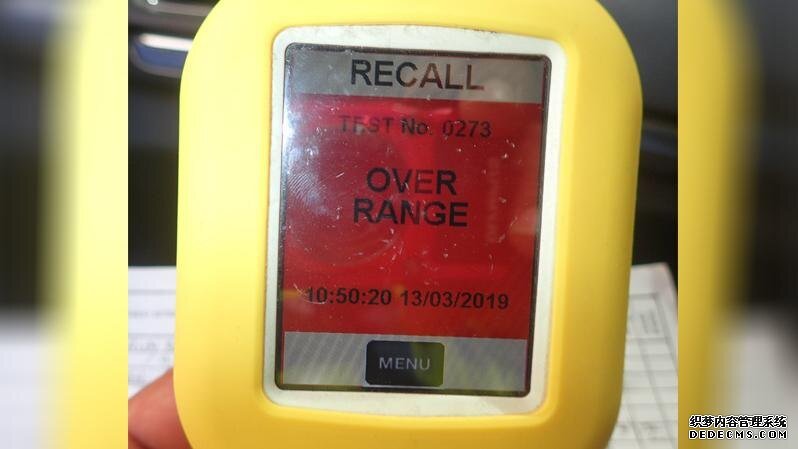 RECALL
TEST No. 0273
OVER
RANGE
10:50:20 13/03/2019
MENU
织梦内容管理系统
DEDECMS.COM